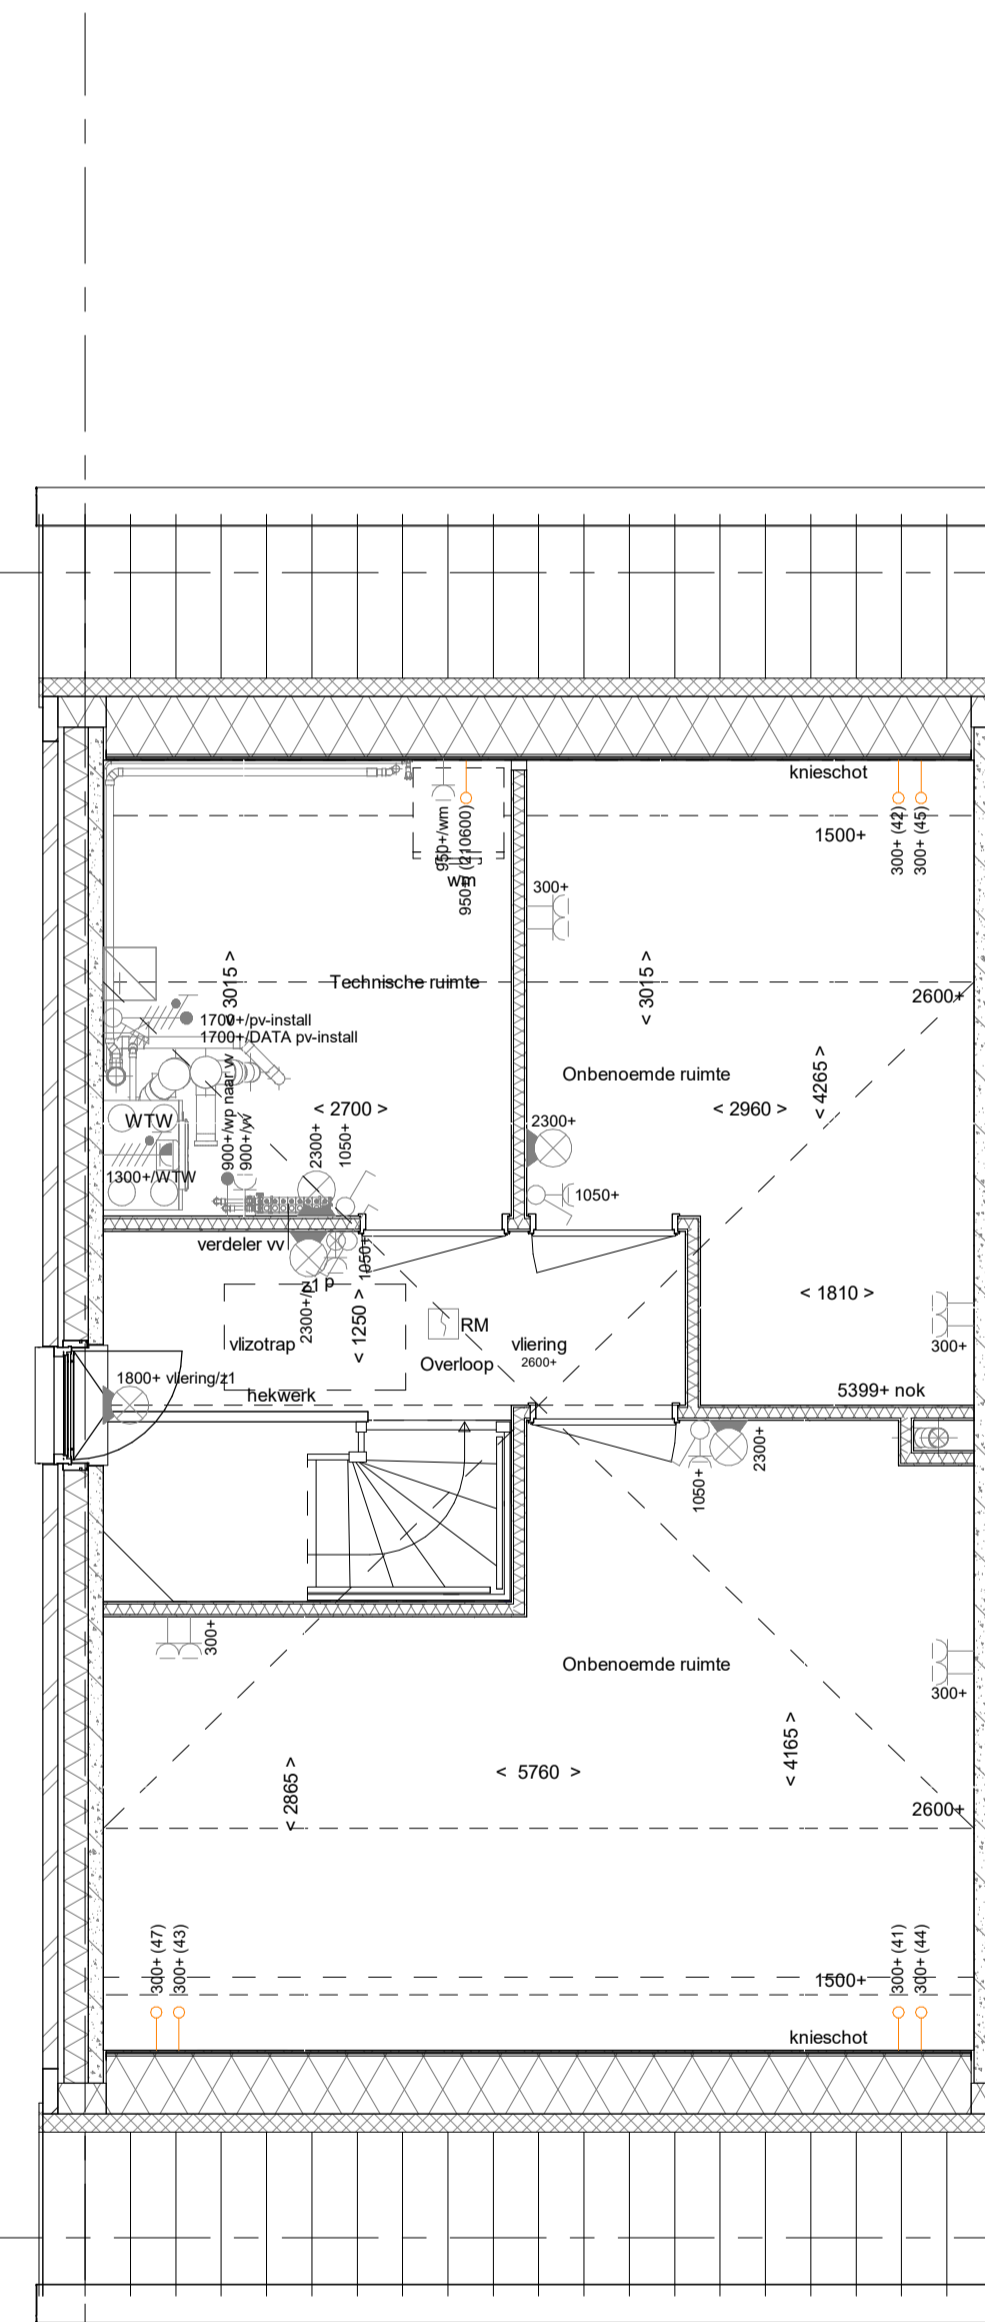 knieschot
1500+
300+ (42)
300+ (45)
950+/wm
950+ (210600)
wm
300+
< 3015 >
Technische ruimte
< 3015 >
2600+
1700+/pv-install
1700+/DATA pv-install
Onbenoemde ruimte
< 4265 >
< 2700 >
< 2960 >
WTW
900+/wp naar vv
900+/vv
2300+
1050+
2300+
1300+/WTW
1050+
verdeler vv
1050+
z1 p
2300+/p
< 1250 >
< 1810 >
RM
vlizotrap
vliering
2600+
Overloop
300+
1800+ vliering/z1
hekwerk
5399+ nok
1050+
2300+
300+
Onbenoemde ruimte
300+
< 2865 >
< 5760 >
< 4165 >
2600+
300+ (47)
300+ (43)
1500+
300+ (41)
300+ (44)
knieschot